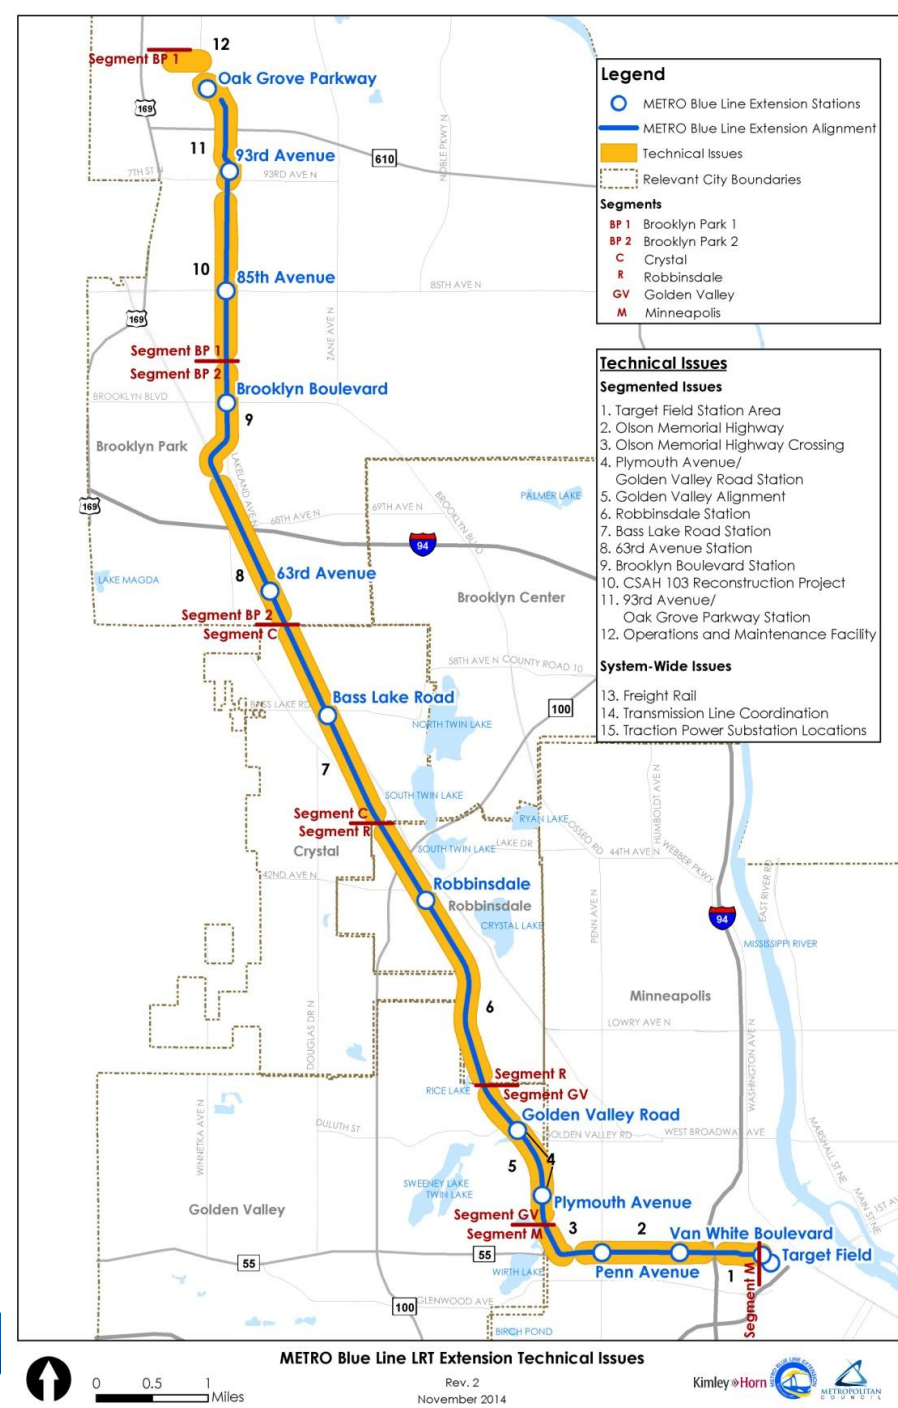 12
Segment BP 1
Oak Grove Parkway
169
11
93rd Avenue
610
7TH ST N
93RD AVE N
NOBLE PKWY N
10
85th Avenue
85TH AVE N
169
ZANE AVE N
Segment BP 1
Segment BP 2
Brooklyn Boulevard
BROOKLYN BLVD
9
Brooklyn Park
LAKELAND AVE N
169
68TH AVE N
69TH AVE N
BROOKLYN BLVD
PALMER LAKE
94
LAKE MAGDA
8
63rd Avenue
Brooklyn Center
Segment BP 2
Segment C
58TH AVE N COUNTY ROAD 10
BASS LAKE RD
Bass Lake Road
100
NORTH TWIN LAKE
7
SOUTH TWIN LAKE
Segment C
Segment R
RYAN LAKE
OSSEO RD
HUMBOLDT AVE N
WEBBER PKWY
Crystal
SOUTH TWIN LAKE
LAKE DR
44TH AVE N
42ND AVE N
Robbinsdale
Robbinsdale
CRYSTAL LAKE
PENN AVE N
94
EAST RIVER RD
MISSISSIPPI RIVER
Minneapolis
6
DOUGLAS DR N
LOWRY AVE N
WASHINGTON AVE N
Segment R
Segment GV
RICE LAKE
WINNETKA AVE N
DULUTH ST
Golden Valley Road
GOLDEN VALLEY RD
WEST BROADWAY AVE
MARSHALL ST NE
5
4
SWEENEY LAKE
TWIN LAKE
Golden Valley
Plymouth Avenue
MAIN ST NE
1ST AV
Segment GV
Segment M
3
2
Van White Boulevard
55
55
Penn Avenue
Target Field
1
WIRTH LAKE
Segment M
100
GLENWOOD AVE
BIRCH POND
Legend
METRO Blue Line Extension Stations
METRO Blue Line Extension Alignment
Technical Issues
Relevant City Boundaries
Segments
BP 1 Brooklyn Park 1
BP 2 Brooklyn Park 2
C Crystal
R Robbinsdale
GV Golden Valley
M Minneapolis
Technical Issues
Segmented Issues
1. Target Field Station Area
2. Olson Memorial Highway
3. Olson Memorial Highway Crossing
4. Plymouth Avenue/
Golden Valley Road Station
5. Golden Valley Alignment
6. Robbinsdale Station
7. Bass Lake Road Station
8. 63rd Avenue Station
9. Brooklyn Boulevard Station
10. CSAH 103 Reconstruction Project
11. 93rd Avenue/
Oak Grove Parkway Station
12. Operations and Maintenance Facility
System-Wide Issues
13. Freight Rail
14. Transmission Line Coordination
15. Traction Power Substation Locations
METRO Blue Line LRT Extension Technical Issues
Rev. 2
November 2014
0 0.5 1
Miles
Kimley»Horn
METRO BLUE LINE EXTENSION
METROPOLITAN
COUNCIL